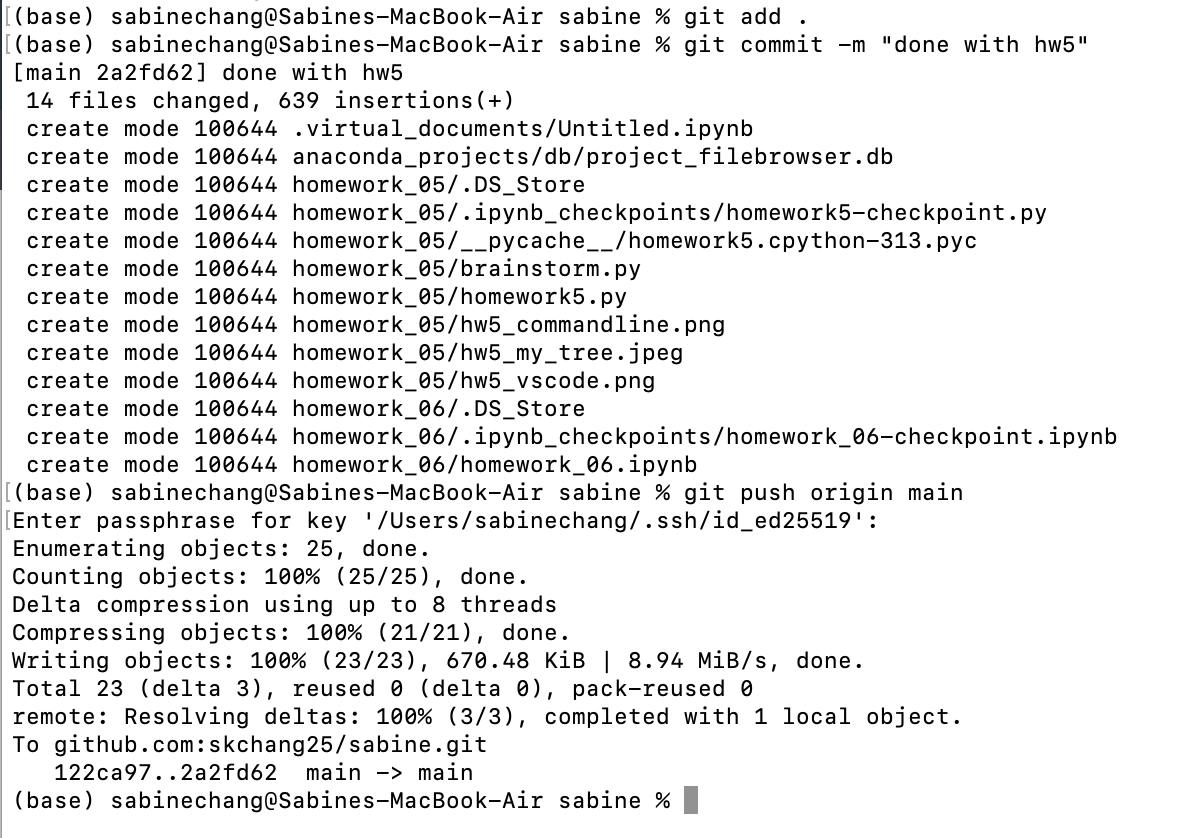 [(base) sabinechang@Sabines-MacBook-Air sabine % git add .
[(base) sabinechang@Sabines-MacBook-Air sabine % git commit -m "done with hw5"
[main 2a2fd62] done with hw5
 14 files changed, 639 insertions(+)
 create mode 100644 .virtual_documents/Untitled.ipynb
 create mode 100644 anaconda_projects/db/project_filebrowser.db
 create mode 100644 homework_05/.DS_Store
 create mode 100644 homework_05/.ipynb_checkpoints/homework5-checkpoint.py
 create mode 100644 homework_05/__pycache__/homework5.cpython-313.pyc
 create mode 100644 homework_05/brainstorm.py
 create mode 100644 homework_05/homework5.py
 create mode 100644 homework_05/hw5_commandline.png
 create mode 100644 homework_05/hw5_my_tree.jpeg
 create mode 100644 homework_05/hw5_vscode.png
 create mode 100644 homework_06/.DS_Store
 create mode 100644 homework_06/.ipynb_checkpoints/homework_06-checkpoint.ipynb
 create mode 100644 homework_06/homework_06.ipynb
[(base) sabinechang@Sabines-MacBook-Air sabine % git push origin main
[Enter passphrase for key '/Users/sabinechang/.ssh/id_ed25519':
Enumerating objects: 25, done.
Counting objects: 100% (25/25), done.
Delta compression using up to 8 threads
Compressing objects: 100% (21/21), done.
Writing objects: 100% (23/23), 670.48 KiB | 8.94 MiB/s, done.
Total 23 (delta 3), reused 0 (delta 0), pack-reused 0
remote: Resolving deltas: 100% (3/3), completed with 1 local object.
To github.com:skchang25/sabine.git
   122ca97..2a2fd62  main -> main
(base) sabinechang@Sabines-MacBook-Air sabine %